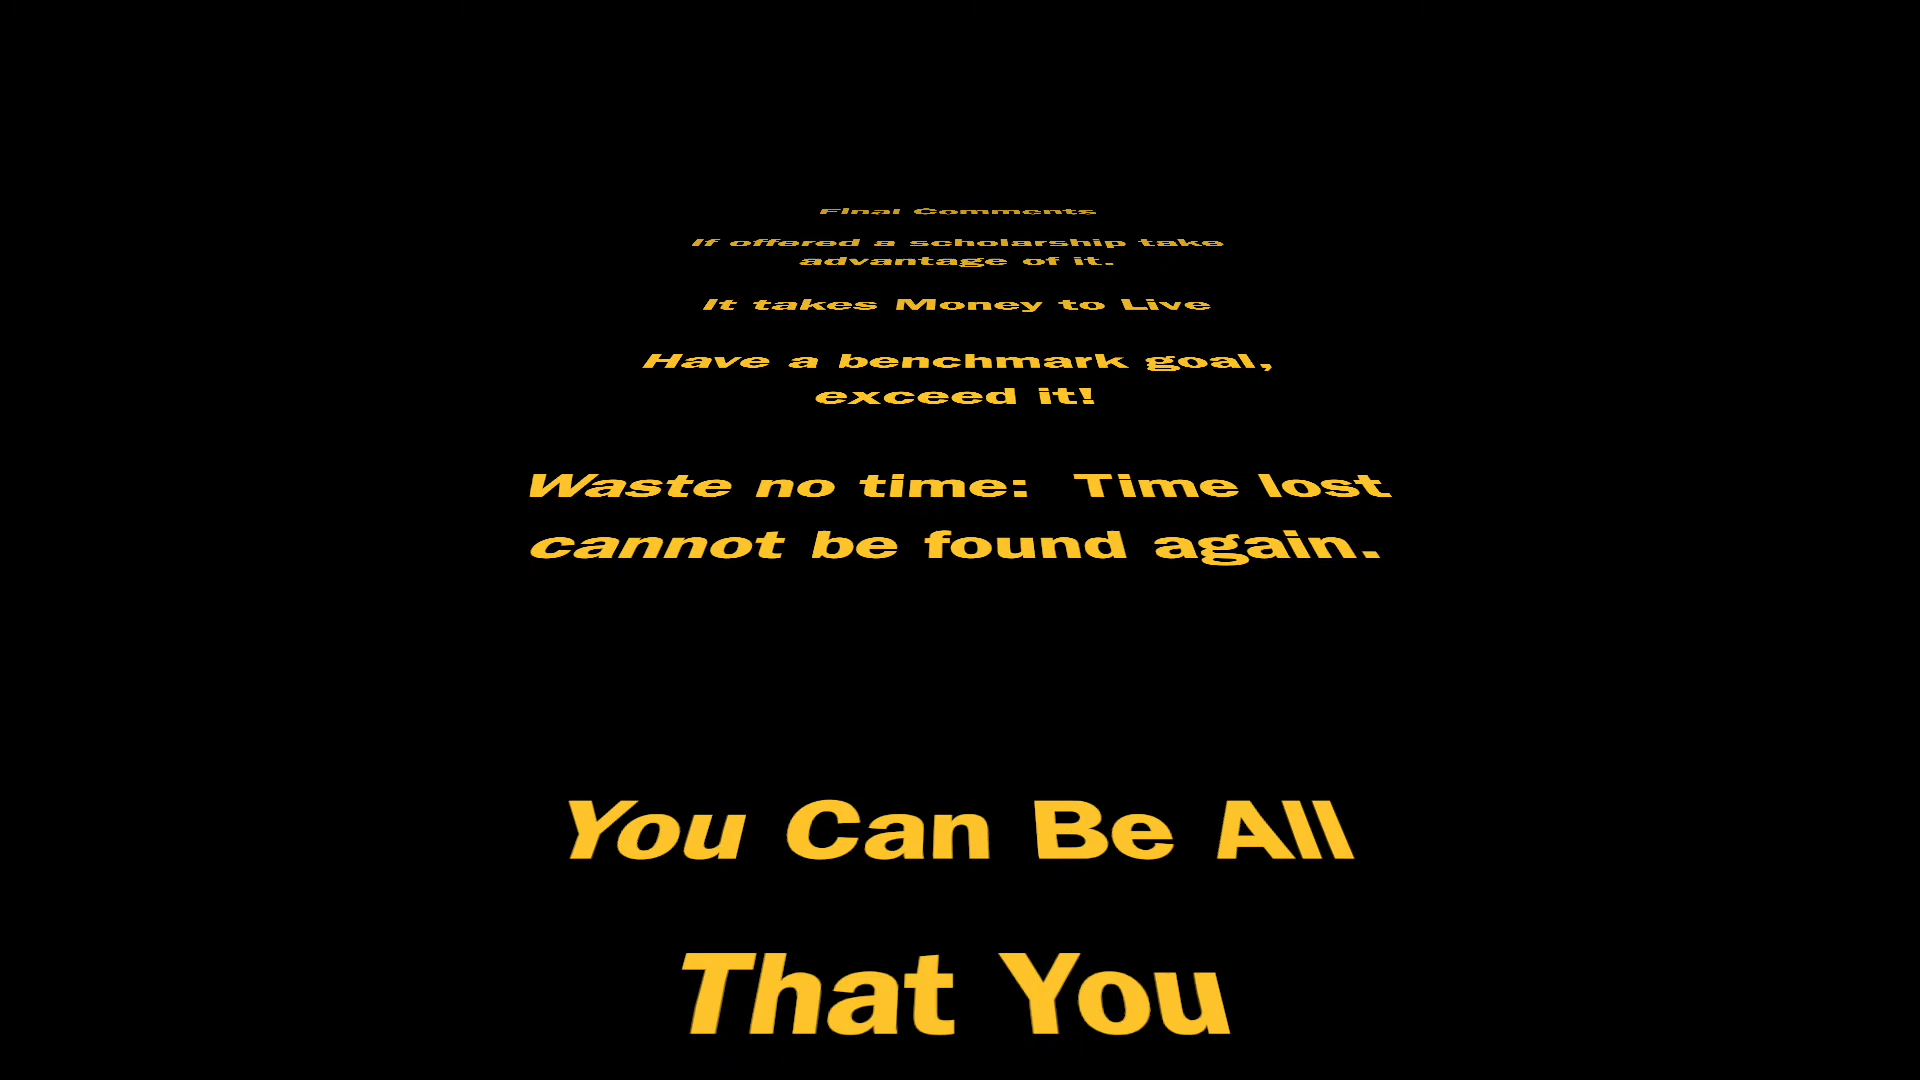 Final Comments
If offered a scholarship take
advantage of it.
It takes Money to Live
Have a benchmark goal,
exceed it!
Waste no time:  Time lost
cannot be found again.
You Can Be All
That You